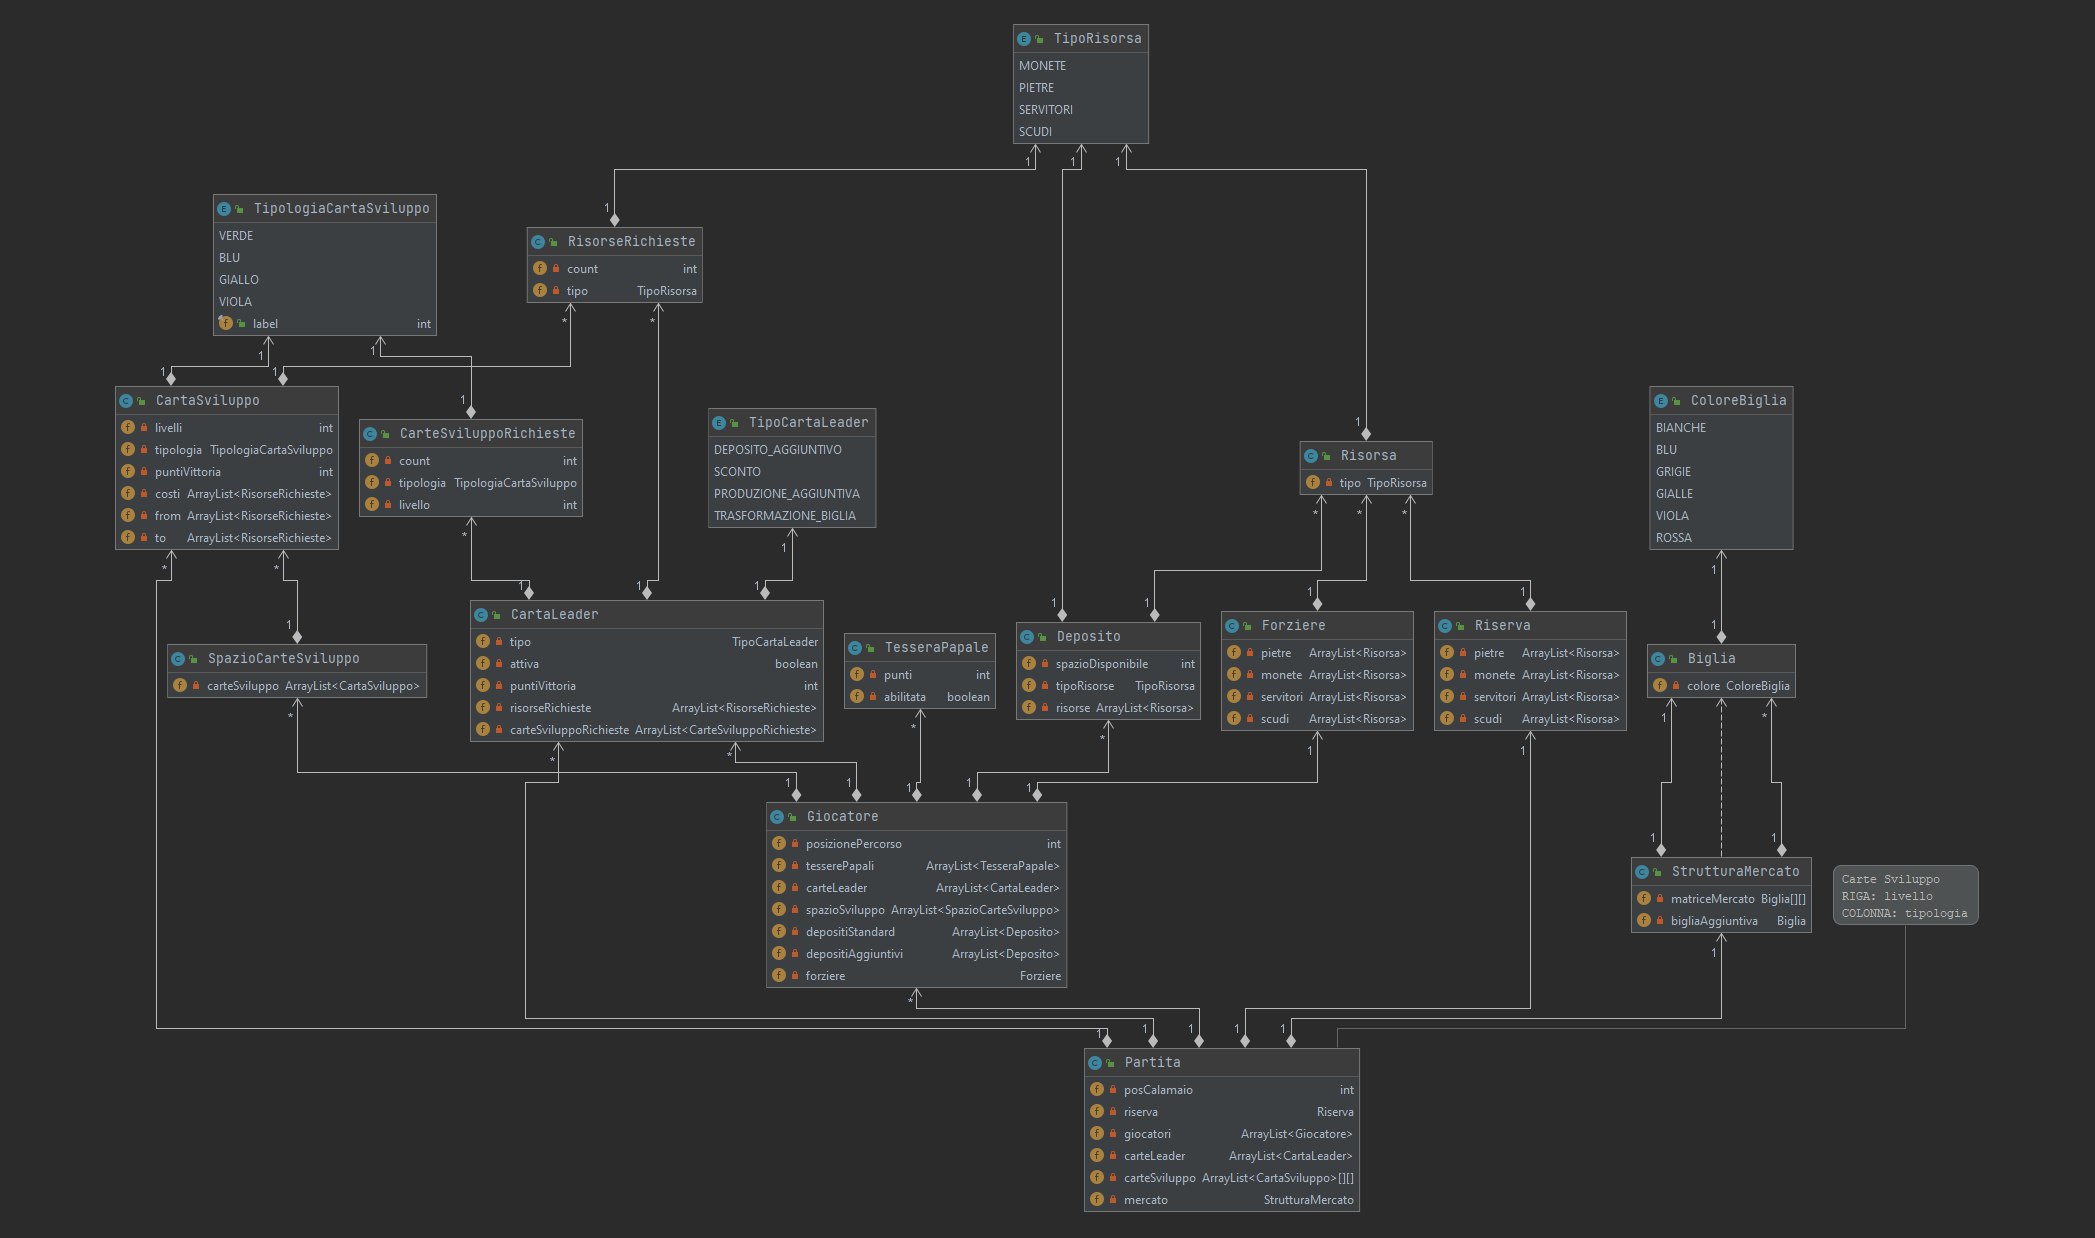 TipoRisorsa
MONETE
PIETRE
SERVITORI
SCUDI
1 1 1
TipologiaCartaSviluppo
VERDE
BLU
GIALLO
VIOLA
label int
1
RisorseRichieste
count int
tipo TipoRisorsa
* *
1 1
1 1
CartaSviluppo
livelli int
tipologia TipologiaCartaSviluppo
puntiVittoria int
costi ArrayList<RisorseRichieste>
from ArrayList<RisorseRichieste>
to ArrayList<RisorseRichieste>
* *
1
CarteSviluppoRichieste
count int
tipologia TipologiaCartaSviluppo
livello int
*
TipoCartaLeader
DEPOSITO_AGGIUNTIVO
SCONTO
PRODUZIONE_AGGIUNTIVA
TRASFORMAZIONE_BIGLIA
1
1
Risorsa
tipo TipoRisorsa
* * *
ColoreBiglia
BIANCHE
BLU
GRIGIE
GIALLE
VIOLA
ROSSA
1
1
SpazioCarteSviluppo
carteSviluppo ArrayList<CartaSviluppo>
*
1 1 1
CartaLeader
tipo TipoCartaLeader
attiva boolean
puntiVittoria int
risorseRichieste ArrayList<RisorseRichieste>
carteSviluppoRichieste ArrayList<CarteSviluppoRichieste>
* *
TesseraPapale
punti int
abilitata boolean
*
1 1
Deposito
spazioDisponibile int
tipoRisorse TipoRisorsa
risorse ArrayList<Risorsa>
*
1
Forziere
pietre ArrayList<Risorsa>
monete ArrayList<Risorsa>
servitori ArrayList<Risorsa>
scudi ArrayList<Risorsa>
1
1
Riserva
pietre ArrayList<Risorsa>
monete ArrayList<Risorsa>
servitori ArrayList<Risorsa>
scudi ArrayList<Risorsa>
1
1
Biglia
colore ColoreBiglia
1 *
1 1 1 1 1
Giocatore
posizionePercorso int
tesserePapali ArrayList<TesseraPapale>
carteLeader ArrayList<CartaLeader>
spazioSviluppo ArrayList<SpazioCarteSviluppo>
depositiStandard ArrayList<Deposito>
depositiAggiuntivi ArrayList<Deposito>
forziere Forziere
*
1 1
StrutturaMercato
matriceMercato Biglia[][]
bigliaAggiuntiva Biglia
1
Carte Sviluppo
RIGA: livello
COLONNA: tipologia
1 1 1 1 1
Partita
posCalamaio int
riserva Riserva
giocatori ArrayList<Giocatore>
carteLeader ArrayList<CartaLeader>
carteSviluppo ArrayList<CartaSviluppo>[][]
mercato StrutturaMercato